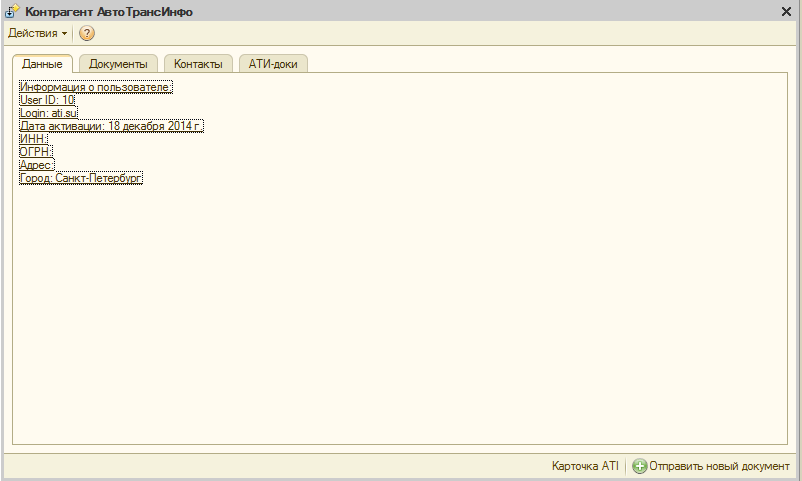 Контрагент АвтоТрансИнфо
Действия ?
Данные Документы Контакты АТИ-доки
Информация о пользователе:
User ID: 10
Login: ati.su
Дата активации: 18 декабря 2014 г.
ИНН:
ОГРН:
Адрес:
Город: Санкт-Петербург
Карточка ATI Отправить новый документ